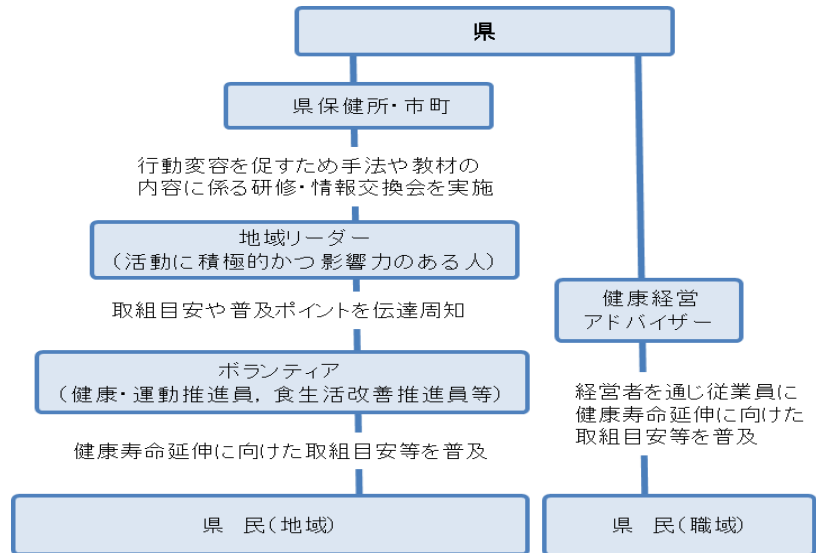 県
県保健所・市町
行動変容を促すため手法や教材の
内容に係る研修・情報交換会を実施
地域リーダー
（活動に積極的かつ影響力のある人）
取組目安や普及ポイントを伝達周知
ボランティア
（健康・運動推進員，食生活改善推進員等）
健康寿命延伸に向けた取組目安等を普及
県　民（地域）
健康経営
アドバイザー
経営者を通じ従業員に
健康寿命延伸に向けた
取組目安等を普及
県　民（職域）